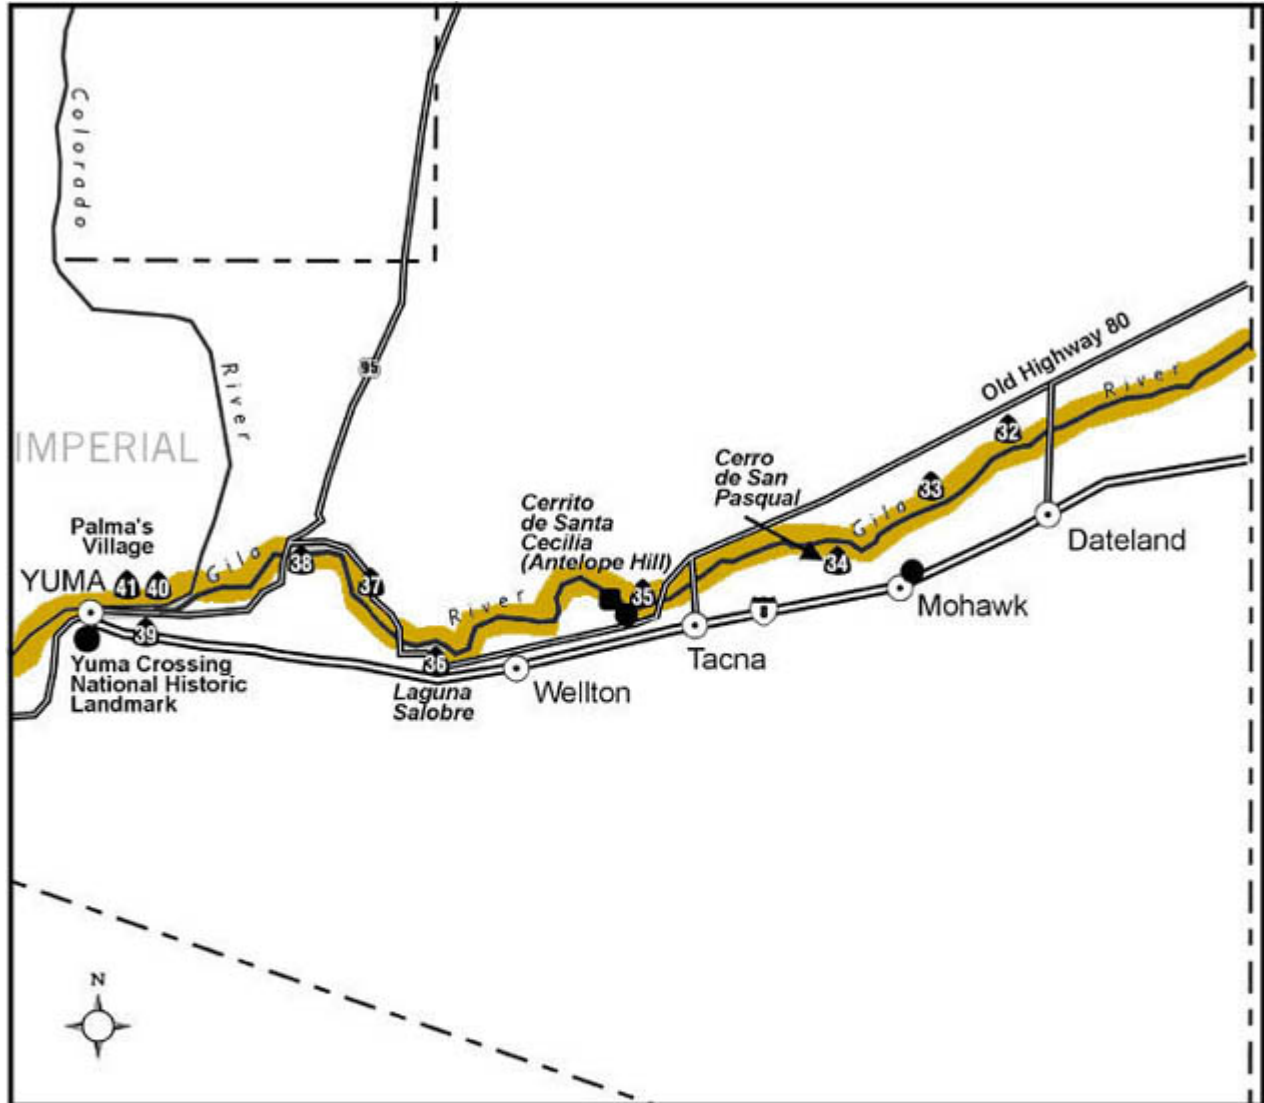 Colorado
River
95
IMPERIAL
Palma's
Village
YUMA
41
40
39
Gila
38
37
River
36
Laguna
Salobre
Yuma Crossing
National Historic
Landmark
Cerrito
de Santa
Cecilia
(Antelope Hill)
35
Wellton
Tacna
8
Cerro
de San
Pasqual
34
33
32
Gila
River
Old Highway 80
Mohawk
Dateland
N